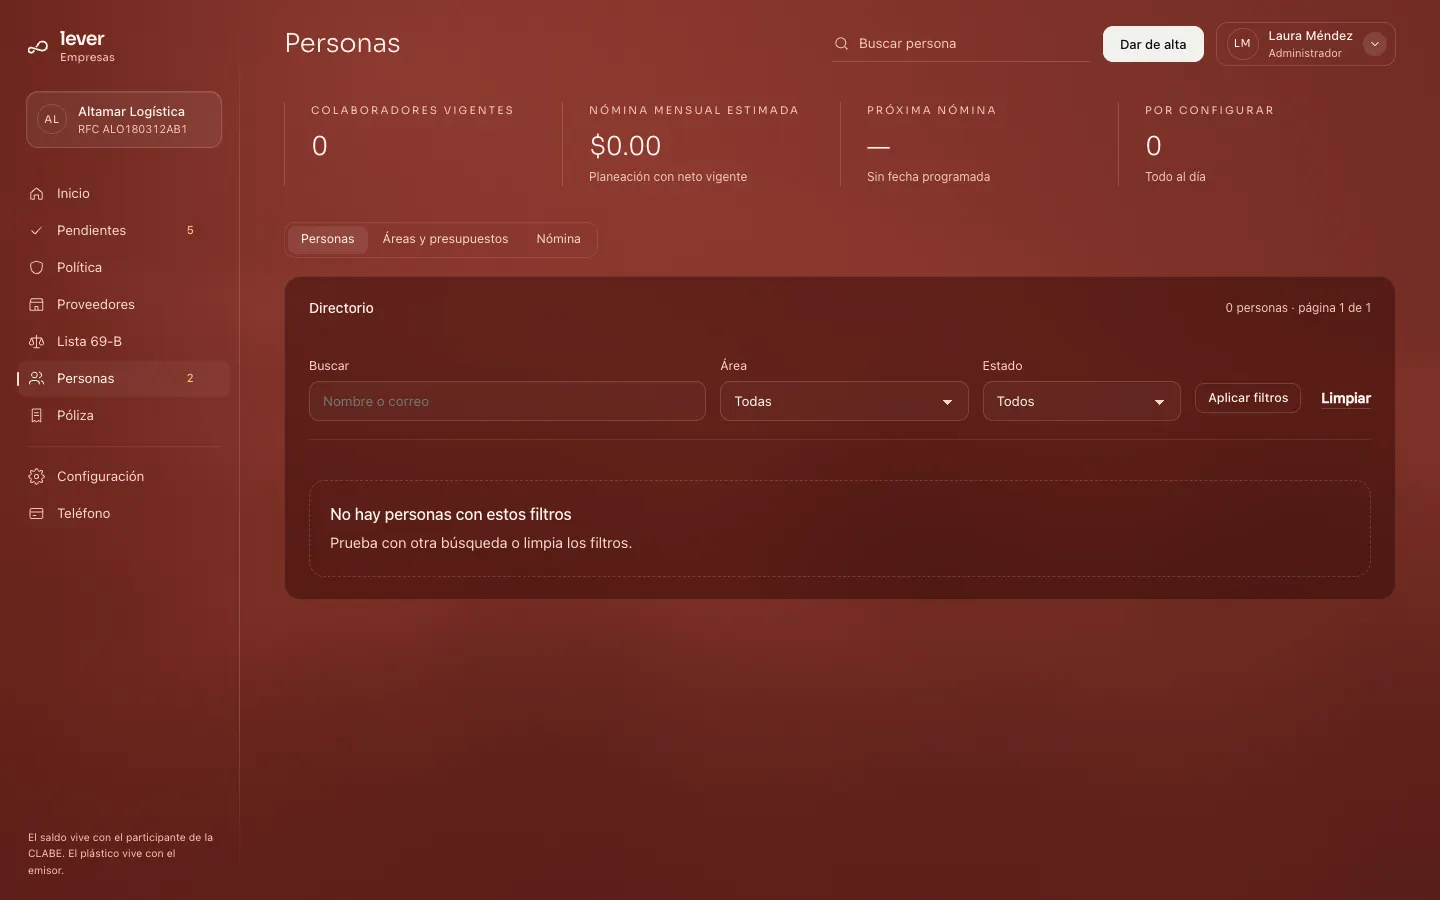 lever
Empresas
AL
Altamar Logística
RFC ALO180312AB1
Inicio
Pendientes 5
Política
Proveedores
Lista 69-B
Personas 2
Póliza
Configuración
Teléfono
El saldo vive con el participante de la
CLABE. El plástico vive con el
emisor.
Personas
Buscar persona
Dar de alta
LM
Laura Méndez
Administrador
COLABORADORES VIGENTES
0
NÓMINA MENSUAL ESTIMADA
$0.00
Planeación con neto vigente
PRÓXIMA NÓMINA
—
Sin fecha programada
POR CONFIGURAR
0
Todo al día
Personas Áreas y presupuestos Nómina
Directorio
0 personas · página 1 de 1
Buscar
Nombre o correo
Área
Todas
Estado
Todos
Aplicar filtros
Limpiar
No hay personas con estos filtros
Prueba con otra búsqueda o limpia los filtros.